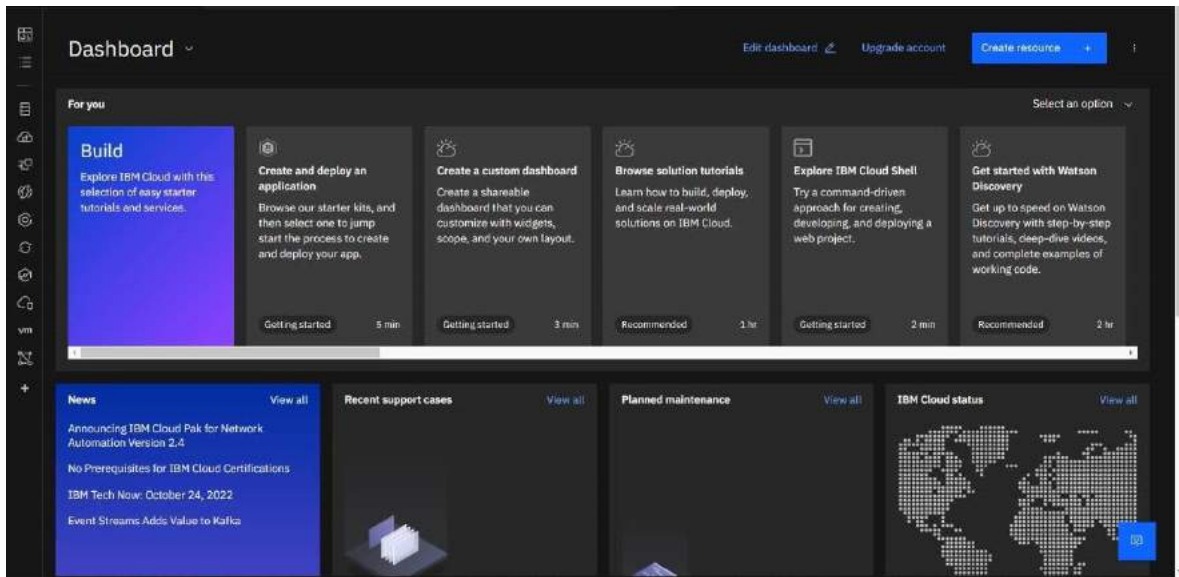 Dashboard
Edit dashboard
Upgrade account
Create resource +
For you
Select an option
Build
Explore IBM Cloud with this
selection of easy starter
tutorials and services.
Create and deploy an
application
Browse our starter kits, and
then select one to jump
start the process to create
and deploy your app.
Getting started 5 min
Create a custom dashboard
Create a shareable
dashboard that you can
customize with widgets,
scope, and your own layout.
Getting started 3 min
Browse solution tutorials
Learn how to build, deploy,
and scale real-world
solutions on IBM Cloud.
Recommended 1 hr
Explore IBM Cloud Shell
Try a command-driven
approach for creating,
developing, and deploying a
web project.
Getting started 2 min
Get started with Watson
Discovery
Get up to speed on Watson
Discovery with step-by-step
tutorials, deep-dive videos,
and complete examples of
working code.
Recommended 2 hr
vm
+
News View all
Announcing IBM Cloud Pak for Network
Automation Version 2.4
No Prerequisites for IBM Cloud Certifications
IBM Tech Now: October 24, 2022
Event Streams Adds Value to Kafka
Recent support cases View all
Planned maintenance View all
IBM Cloud status View all